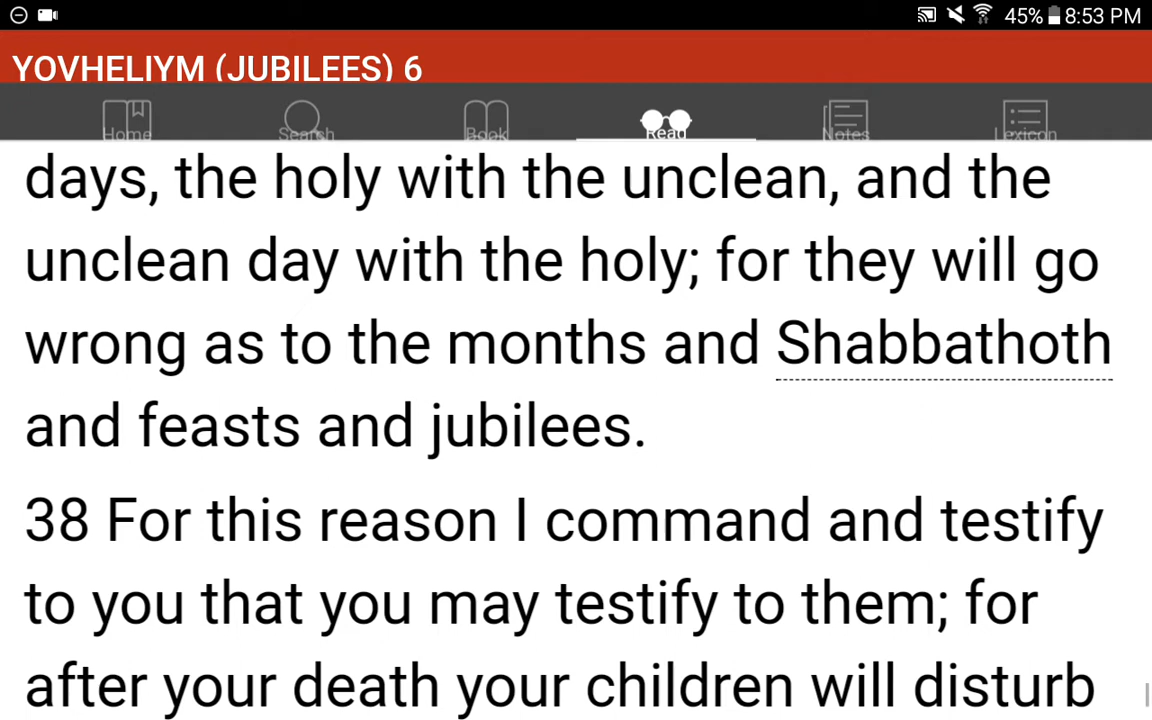 45% 8:53 PM
YOVHELIYM (JUBILEES) 6
Home Search Book Read Notes Lexicon
days, the holy with the unclean, and the
unclean day with the holy; for they will go
wrong as to the months and Shabbathoth
and feasts and jubilees.
38 For this reason I command and testify
to you that you may testify to them; for
after your death your children will disturb